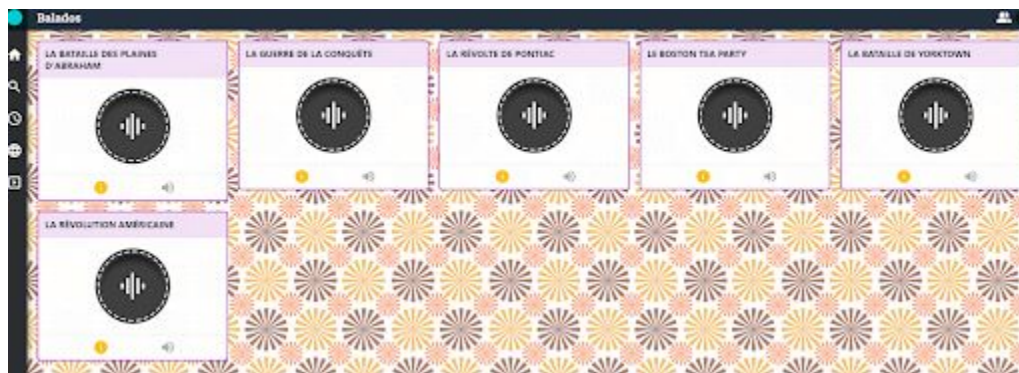 Balados
LA BATAILLE DES PLAINES
D'ABRAHAM
LA GUERRE DE LA CONQUÊTE
LA RÉVOLTE DE PONTIAC
LE BOSTON TEA PARTY
LA BATAILLE DE YORKTOWN
LA RÉVOLUTION AMÉRICAINE